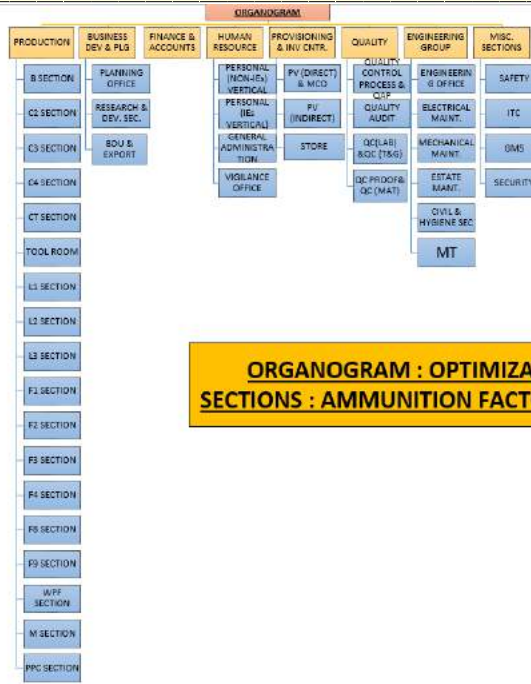 ORGANOGRAM
PRODUCTION
BUSINESS
DEV & PLG
FINANCE &
ACCOUNTS
HUMAN
RESOURCE
PROVISIONING
& INV CNTR.
QUALITY
ENGINEERING
GROUP
MISC.
SECTIONS
B SECTION
C2 SECTION
C3 SECTION
C4 SECTION
CT SECTION
TOOL ROOM
L1 SECTION
L2 SECTION
L3 SECTION
F1 SECTION
F2 SECTION
F3 SECTION
F4 SECTION
F8 SECTION
F9 SECTION
WPF
SECTION
M SECTION
PPC SECTION
PLANNING
OFFICE
RESEARCH &
DEV. SEC.
BDU &
EXPORT
PERSONAL
(NON-IEs)
VERTICAL
PERSONAL
(IEs
VERTICAL)
GENERAL
ADMINISTRA
TION
VIGILANCE
OFFICE
PV (DIRECT)
& MCO
PV
(INDIRECT)
STORE
QUALITY
CONTROL
PROCESS &
QAP
QUALITY
AUDIT
QC(LAB)
&QC (T&G)
QC PROOF&
QC (MAT)
ENGINEERIN
G OFFICE
ELECTRICAL
MAINT.
MECHANICAL
MAINT.
ESTATE
MANT.
CIVIL &
HYGIENE SEC
MT
SAFETY
ITC
GMS
SECURITY
ORGANOGRAM : OPTIMIZA
SECTIONS : AMMUNITION FACT